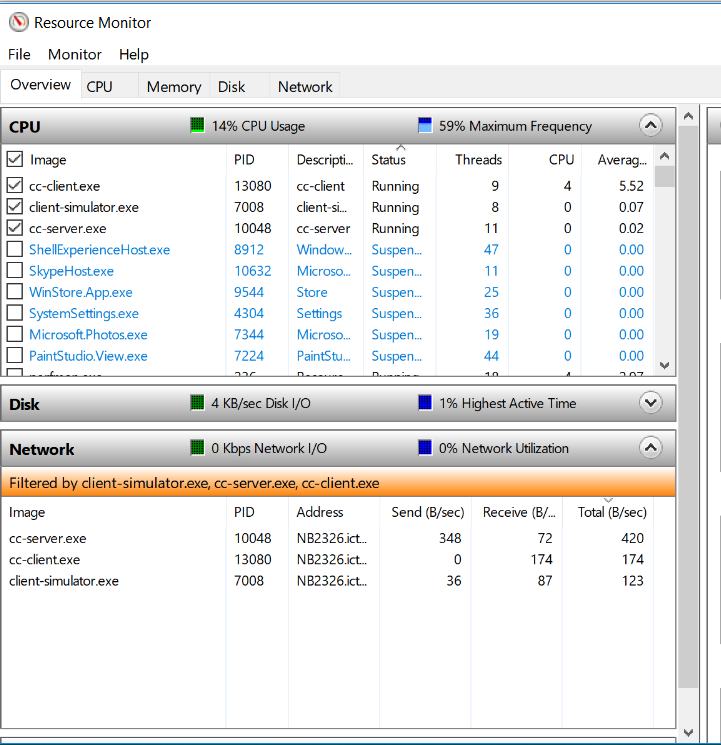 Resource Monitor
File Monitor Help
Overview CPU Memory Disk Network
CPU 14% CPU Usage 59% Maximum Frequency
Image PID Descripti... Status Threads CPU Averag...
cc-client.exe 13080 cc-client Running 9 4 5.52
client-simulator.exe 7008 client-si... Running 8 0 0.07
cc-server.exe 10048 cc-server Running 11 0 0.02
ShellExperienceHost.exe 8912 Window... Suspen... 47 0 0.00
SkypeHost.exe 10632 Microso... Suspen... 11 0 0.00
WinStore.App.exe 9544 Store Suspen... 25 0 0.00
SystemSettings.exe 4304 Settings Suspen... 36 0 0.00
Microsoft.Photos.exe 7344 Microso... Suspen... 19 0 0.00
PaintStudio.View.exe 7224 PaintStu... Suspen... 44 0 0.00
Disk 4 KB/sec Disk I/O 1% Highest Active Time
Network 0 Kbps Network I/O 0% Network Utilization
Filtered by client-simulator.exe, cc-server.exe, cc-client.exe
Image PID Address Send (B/sec) Receive (B/... Total (B/sec)
cc-server.exe 10048 NB2326.ict... 348 72 420
cc-client.exe 13080 NB2326.ict... 0 174 174
client-simulator.exe 7008 NB2326.ict... 36 87 123